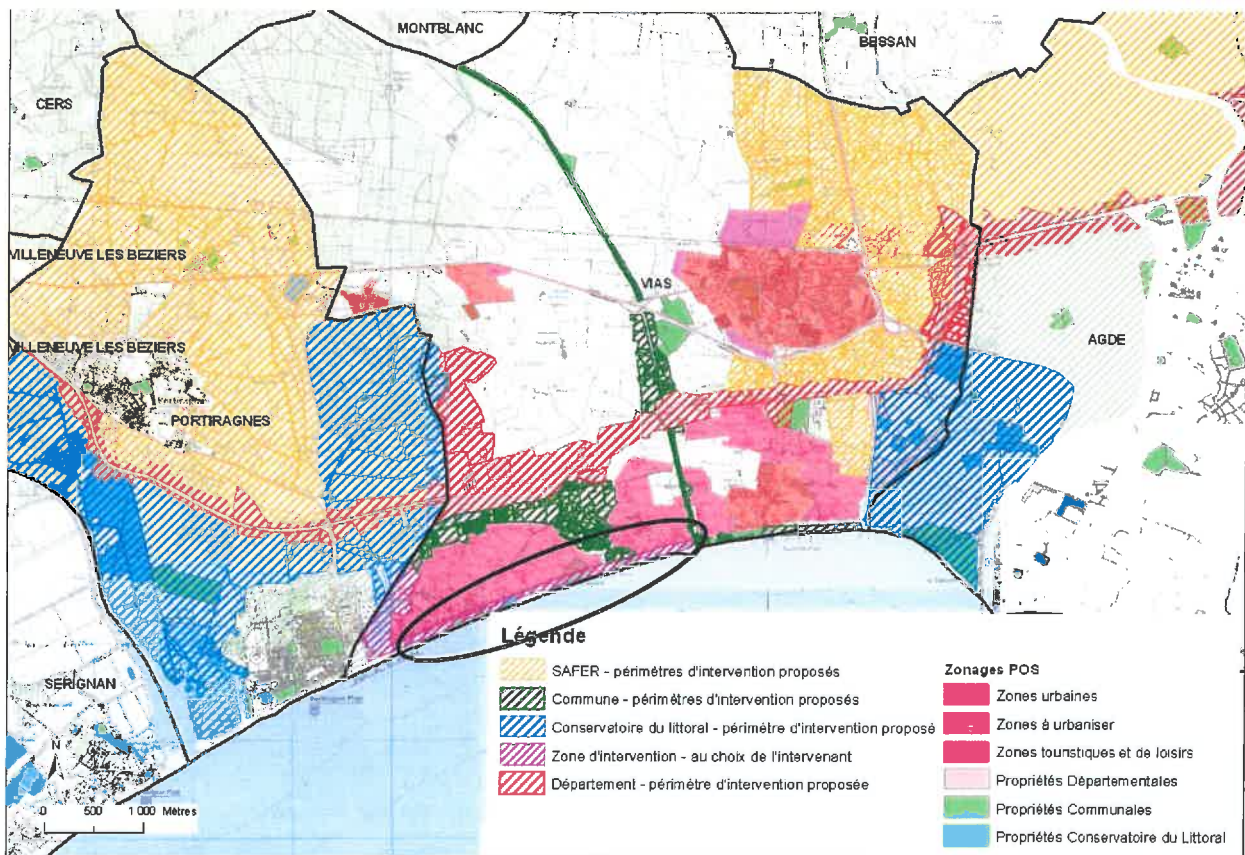 MONTBLANC
BESSAN
CERS
VILLENEUVE LES BEZIERS
VIAS
AGDE
VILLENEUVE LES BEZIERS
PORTIRAGNES
SERIGNAN
N
0 500 1 000 Mètres
Légende
SAFER - périmètres d'intervention proposés
Commune - périmètres d'intervention proposés
Conservatoire du littoral - périmètre d'intervention proposé
Zone d'intervention - au choix de l'intervenant
Département - périmètre d'intervention proposée
Zonages POS
Zones urbaines
Zones à urbaniser
Zones touristiques et de loisirs
Propriétés Départementales
Propriétés Communales
Propriétés Conservatoire du Littoral